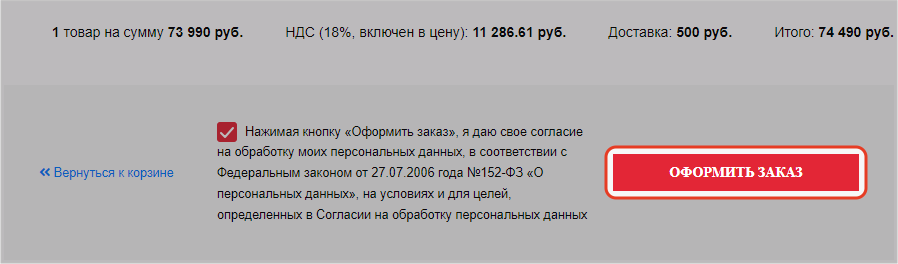 1 товар на сумму 73 990 руб. НДС (18%, включен в цену): 11 286.61 руб. Доставка: 500 руб. Итого: 74 490 руб.
Нажимая кнопку «Оформить заказ», я даю свое согласие
на обработку моих персональных данных, в соответствии с
Федеральным законом от 27.07.2006 года №152-ФЗ «О
персональных данных», на условиях и для целей,
определенных в Согласии на обработку персональных данных
Вернуться к корзине
ОФОРМИТЬ ЗАКАЗ